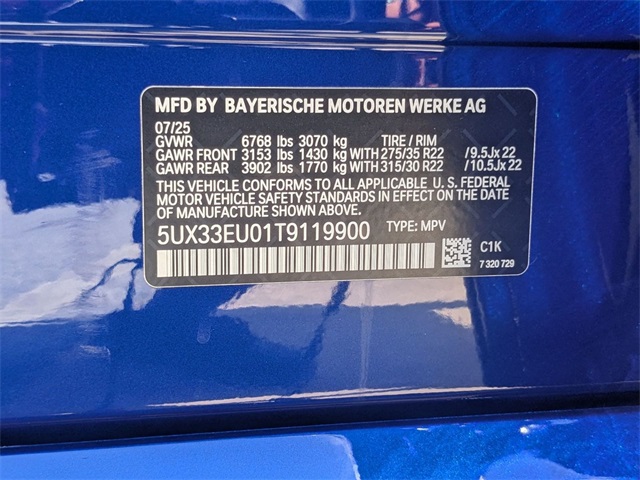 MFD BY BAYERISCHE MOTOREN WERKE AG
07/25
GVWR 6768 lbs 3070 kg TIRE / RIM
GAWR FRONT 3153 lbs 1430 kg WITH 275/35 R22 /9.5Jx22
GAWR REAR 3902 lbs 1770 kg WITH 315/30 R22 /10.5Jx22
THIS VEHICLE CONFORMS TO ALL APPLICABLE U.S. FEDERAL
MOTOR VEHICLE SAFETY STANDARDS IN EFFECT ON THE DATE
OF MANUFACTURE SHOWN ABOVE.
5UX33EU01T9119900 TYPE: MPV
C1K
7 320 729